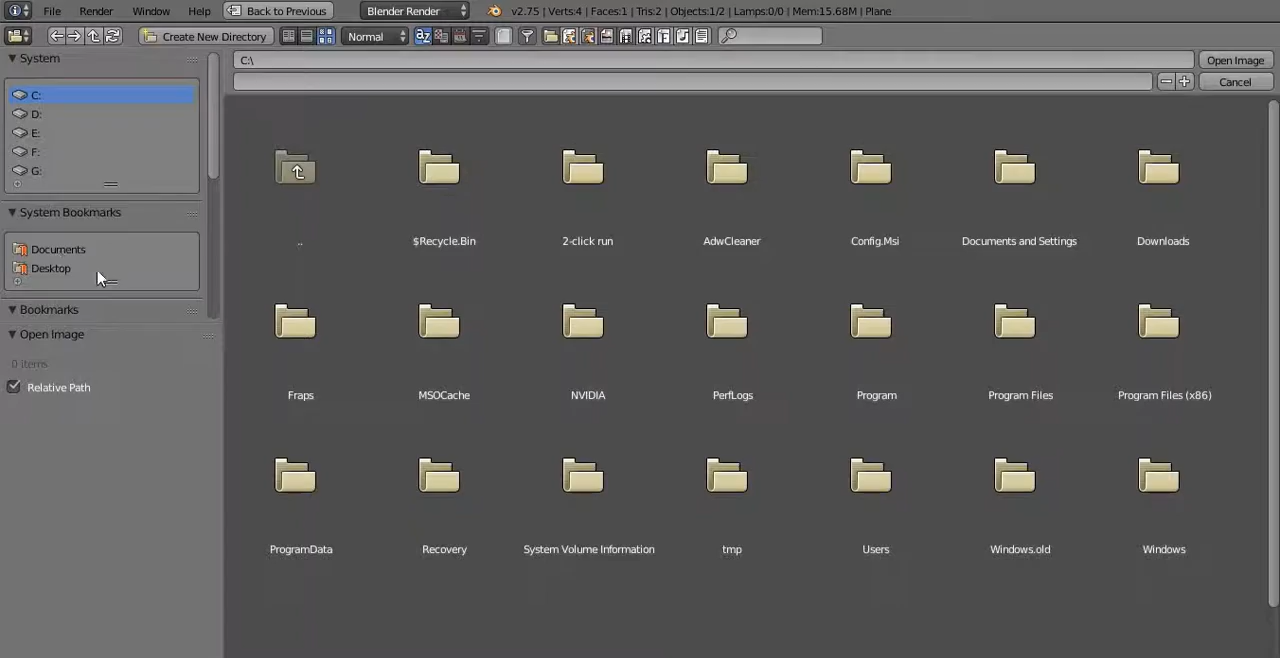 File Render Window Help Back to Previous Blender Render v2.75 | Verts:4 | Faces:1 | Tris:2 | Objects:1/2 | Lamps:0/0 | Mem:15.68M | Plane
Create New Directory Normal
System
C:\ Open Image
Cancel
C:
D:
E:
F:
G:
System Bookmarks
Documents
Desktop
Bookmarks
Open Image
0 items
Relative Path
.. $Recycle.Bin 2-click run AdwCleaner Config.Msi Documents and Settings Downloads
Fraps MSOCache NVIDIA PerfLogs Program Program Files Program Files (x86)
ProgramData Recovery System Volume Information tmp Users Windows.old Windows